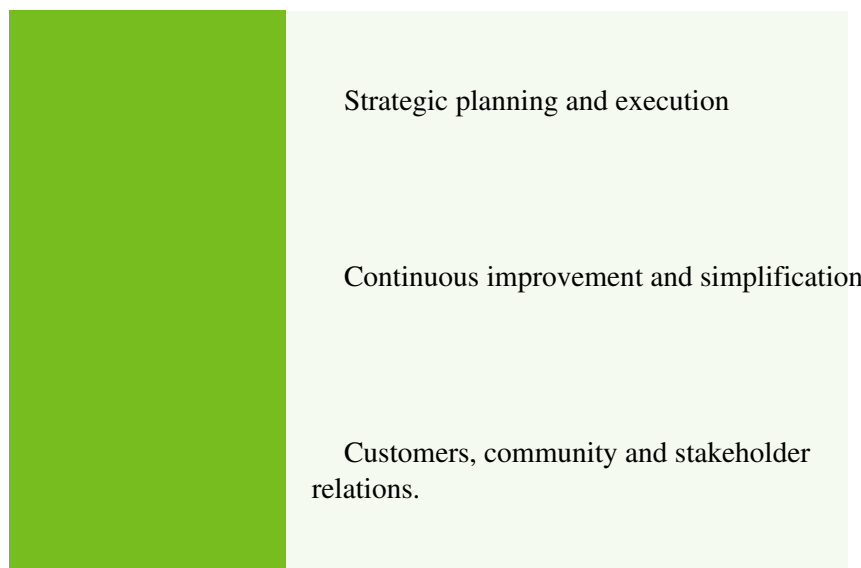 Strategic planning and execution
Continuous improvement and simplification
Customers, community and stakeholder
relations.